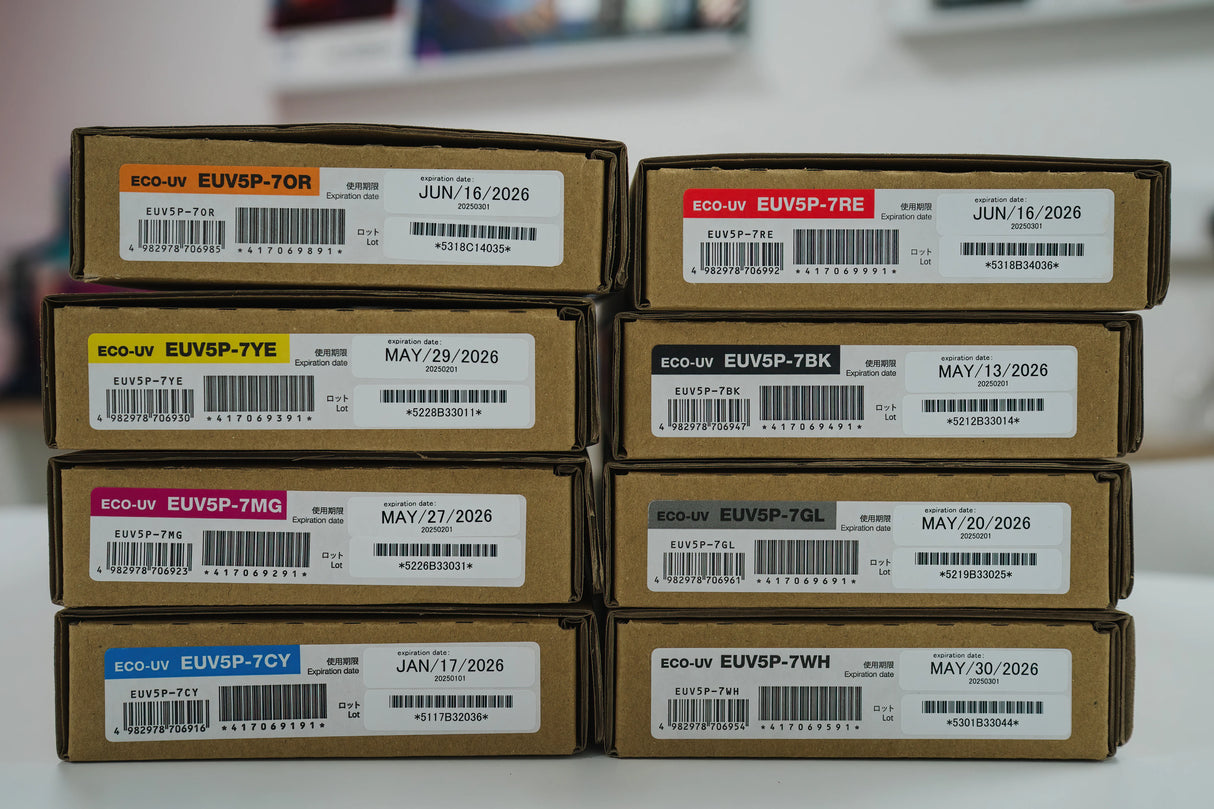 ECO-UV EUV5P-7OR
EUV5P-7OR
4 982978 706985
*417069891*
使用期限
Expiration date
ロット
Lot
expiration date:
JUN/16/2026
20250301
*5318C14035*
ECO-UV EUV5P-7RE
EUV5P-7RE
4 982978 706992
*417069991*
使用期限
Expiration date
ロット
Lot
expiration date:
JUN/16/2026
20250301
*5318B34036*
ECO-UV EUV5P-7YE
EUV5P-7YE
4 982978 706930
*417069391*
使用期限
Expiration date
ロット
Lot
expiration date:
MAY/29/2026
20250201
*5228B33011*
ECO-UV EUV5P-7BK
EUV5P-7BK
4 982978 706947
*417069491*
使用期限
Expiration date
ロット
Lot
expiration date:
MAY/13/2026
20250201
*5212B33014*
ECO-UV EUV5P-7MG
EUV5P-7MG
4 982978 706923
*417069291*
使用期限
Expiration date
ロット
Lot
expiration date:
MAY/27/2026
20250201
*5226B33031*
ECO-UV EUV5P-7GL
EUV5P-7GL
4 982978 706961
*417069691*
使用期限
Expiration date
ロット
Lot
expiration date:
MAY/20/2026
20250201
*5219B33025*
ECO-UV EUV5P-7CY
EUV5P-7CY
4 982978 706916
*417069191*
使用期限
Expiration date
ロット
Lot
expiration date:
JAN/17/2026
20250101
*5117B32036*
ECO-UV EUV5P-7WH
EUV5P-7WH
4 982978 706954
*417069591*
使用期限
Expiration date
ロット
Lot
expiration date:
MAY/30/2026
20250301
*5301B33044*